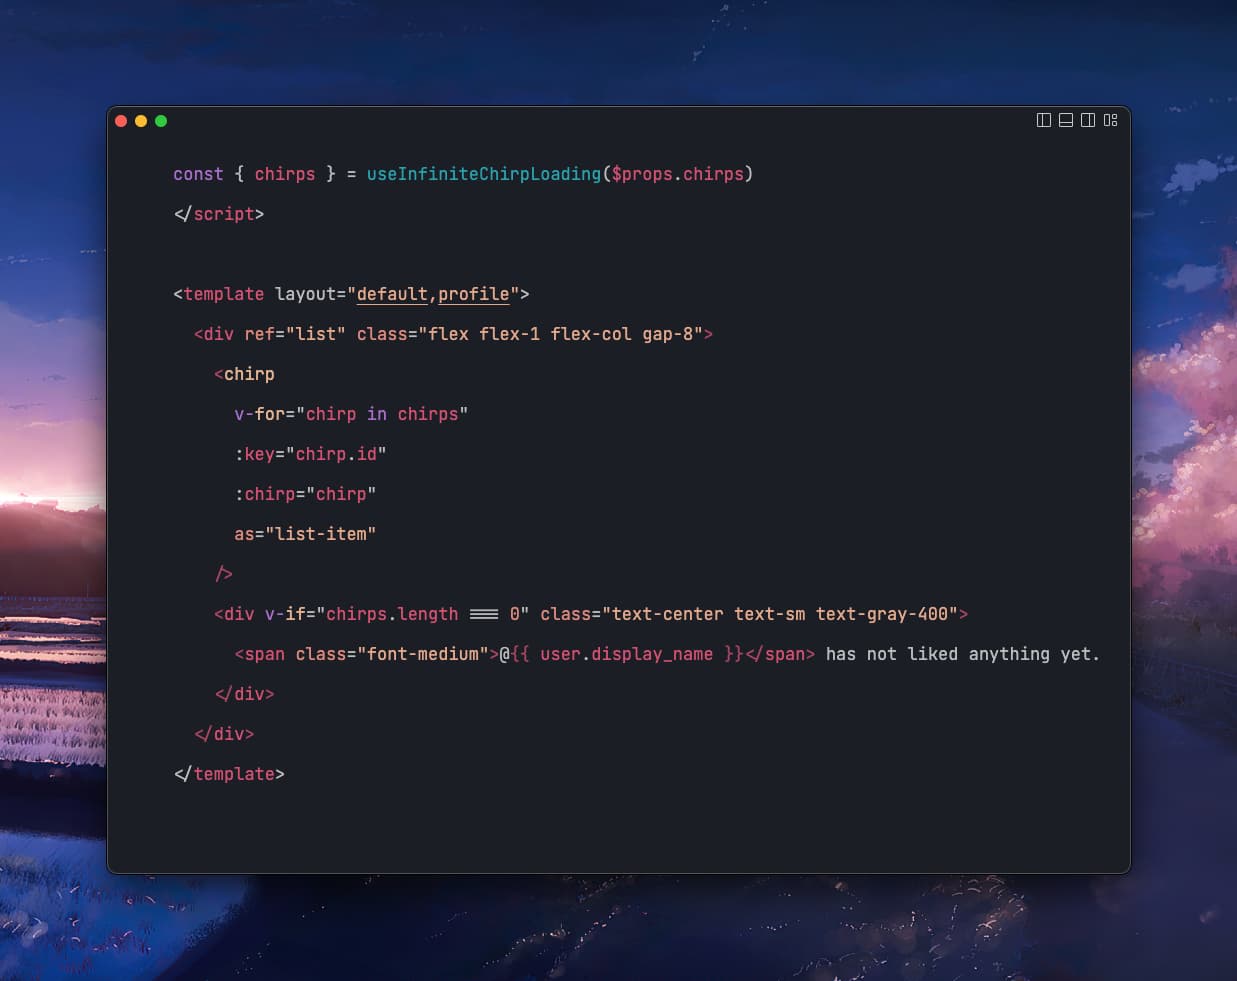 const { chirps } = useInfiniteChirpLoading($props.chirps)
</script>
<template layout="default,profile">
<div ref="list" class="flex flex-1 flex-col gap-8">
<chirp
v-for="chirp in chirps"
:key="chirp.id"
:chirp="chirp"
as="list-item"
/>
<div v-if="chirps.length === 0" class="text-center text-sm text-gray-400">
<span class="font-medium">@{{ user.display_name }}</span> has not liked anything yet.
</div>
</div>
</template>